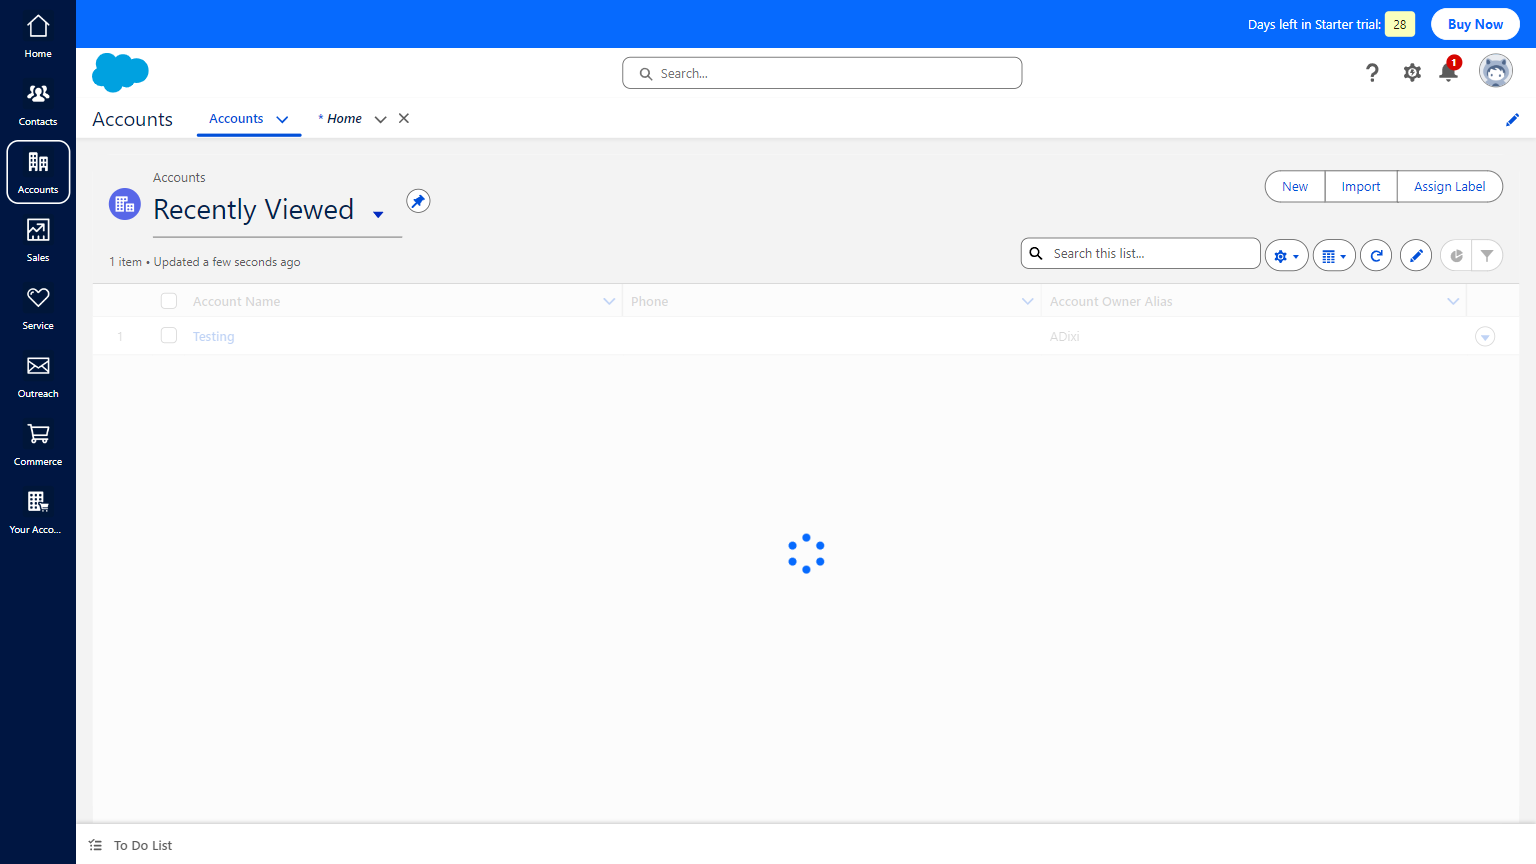 Days left in Starter trial: 28 Buy Now
Home
Contacts
Accounts
Sales
Service
Outreach
Commerce
Your Acco...
Search...
1
Accounts
Accounts
* Home
Accounts
Recently Viewed
New
Import
Assign Label
1 item • Updated a few seconds ago
Search this list...
Account Name
Phone
Account Owner Alias
1
Testing
ADixi
To Do List